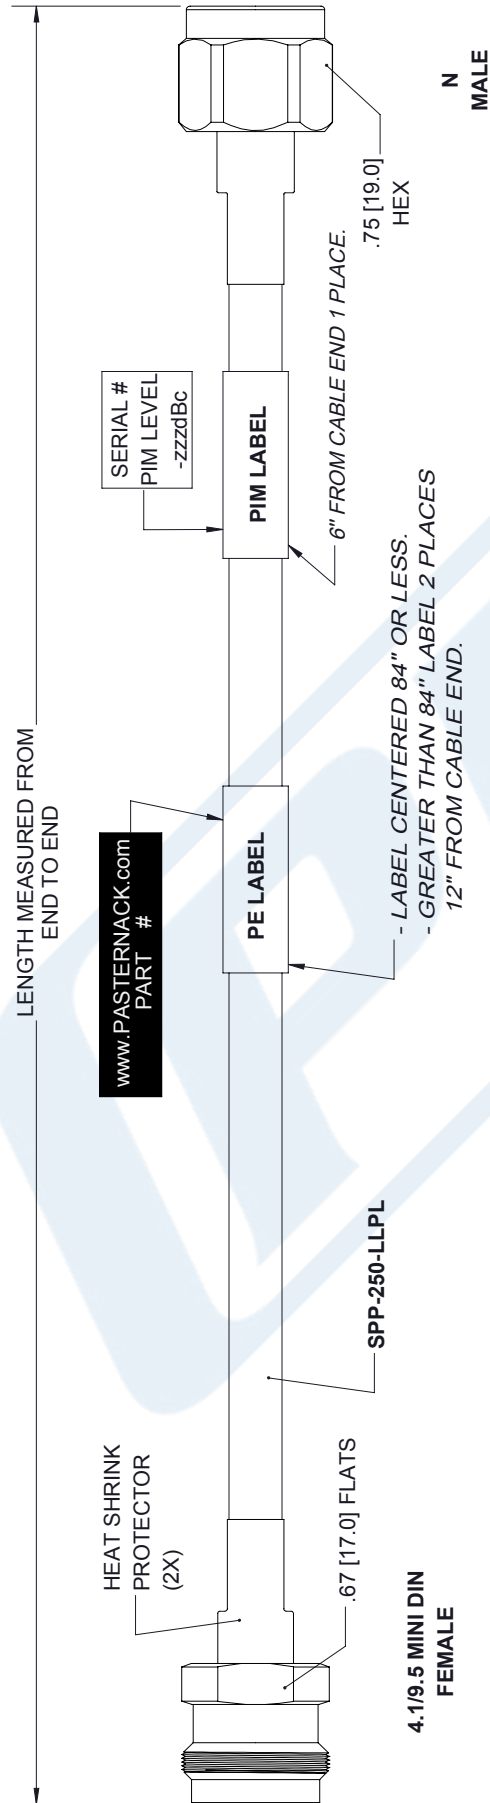 LENGTH MEASURED FROM
END TO END
HEAT SHRINK
PROTECTOR
(2X)
www.PASTERNACK.com
PART #
SERIAL #
PIM LEVEL
-zzzdBc
PE LABEL
PIM LABEL
.67 [17.0] FLATS
SPP-250-LLPL
- LABEL CENTERED 84" OR LESS.
- GREATER THAN 84" LABEL 2 PLACES
12" FROM CABLE END.
6" FROM CABLE END 1 PLACE.
.75 [19.0]
HEX
4.1/9.5 MINI DIN
FEMALE
N
MALE